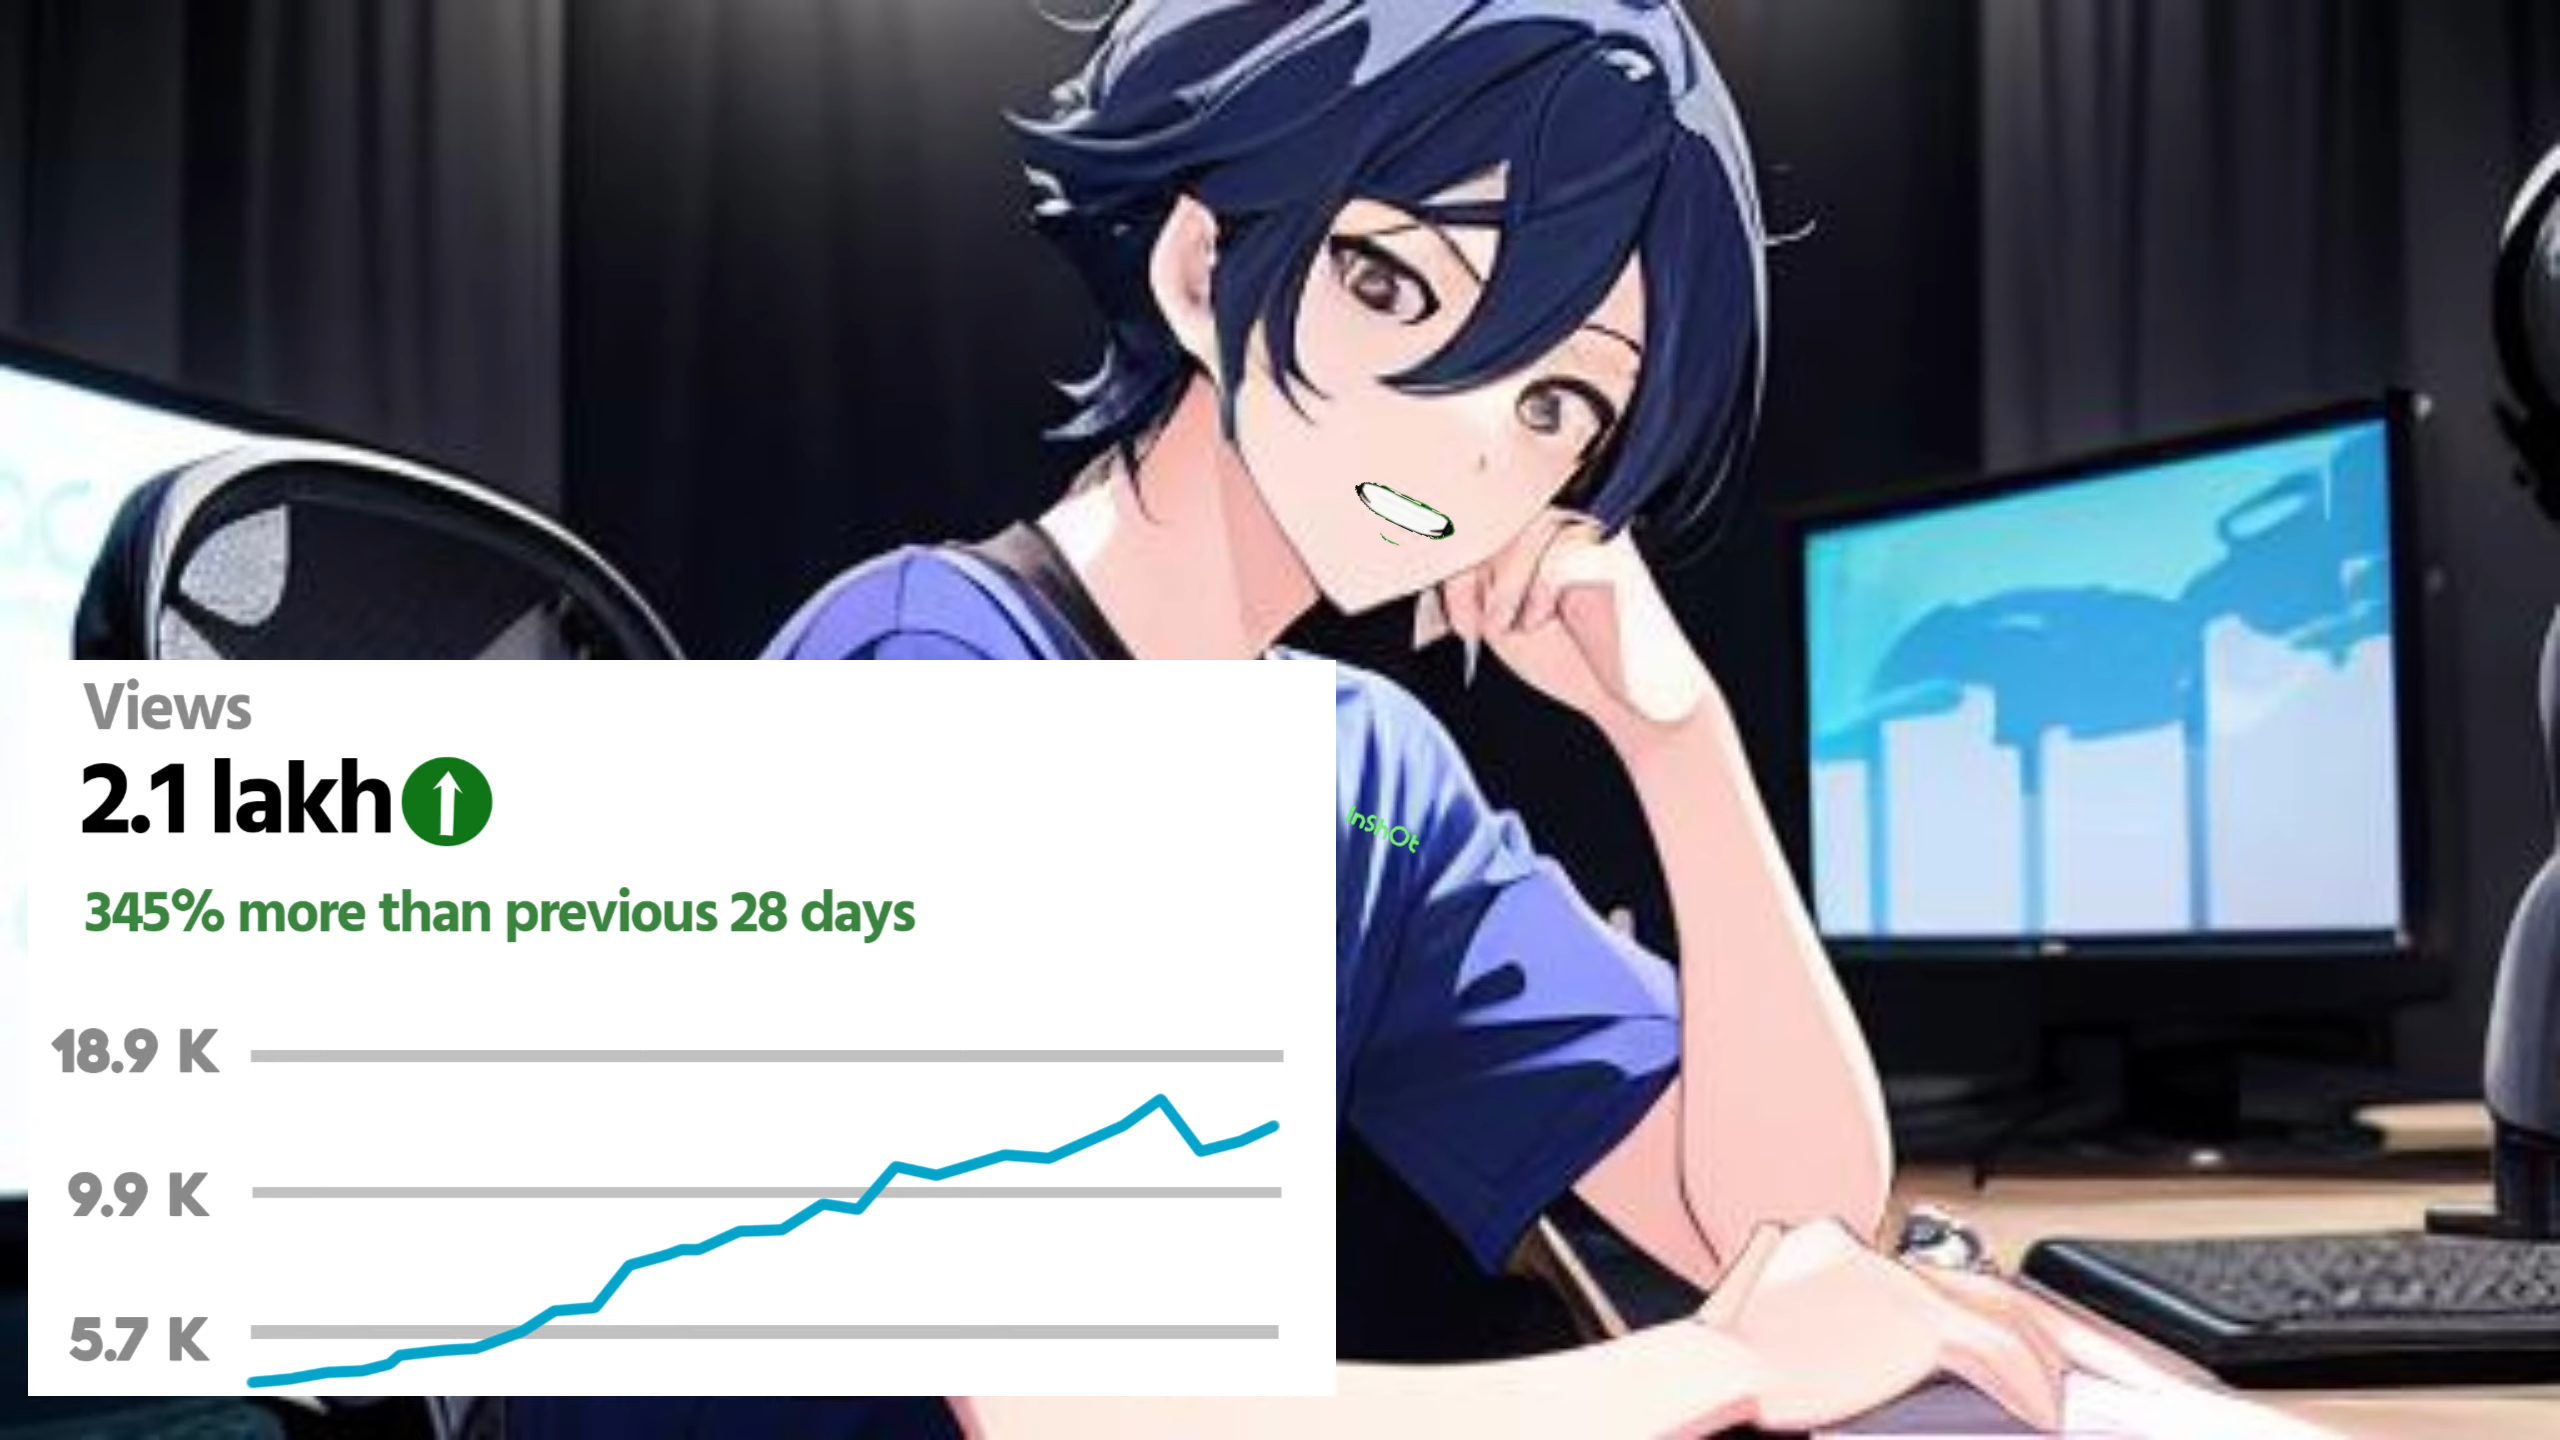 Views
2.1 lakh
345% more than previous 28 days
18.9 K
9.9 K
5.7 K
InShOt